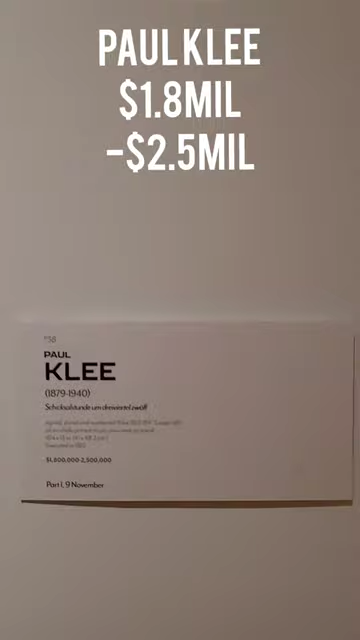 PAUL KLEE
$1.8MIL
-$2.5MIL
PAUL
KLEE
(1879-1940)
Schicksalstunde um dreiviertel zwölf
$1,800,000-2,500,000
Part I, 9 November